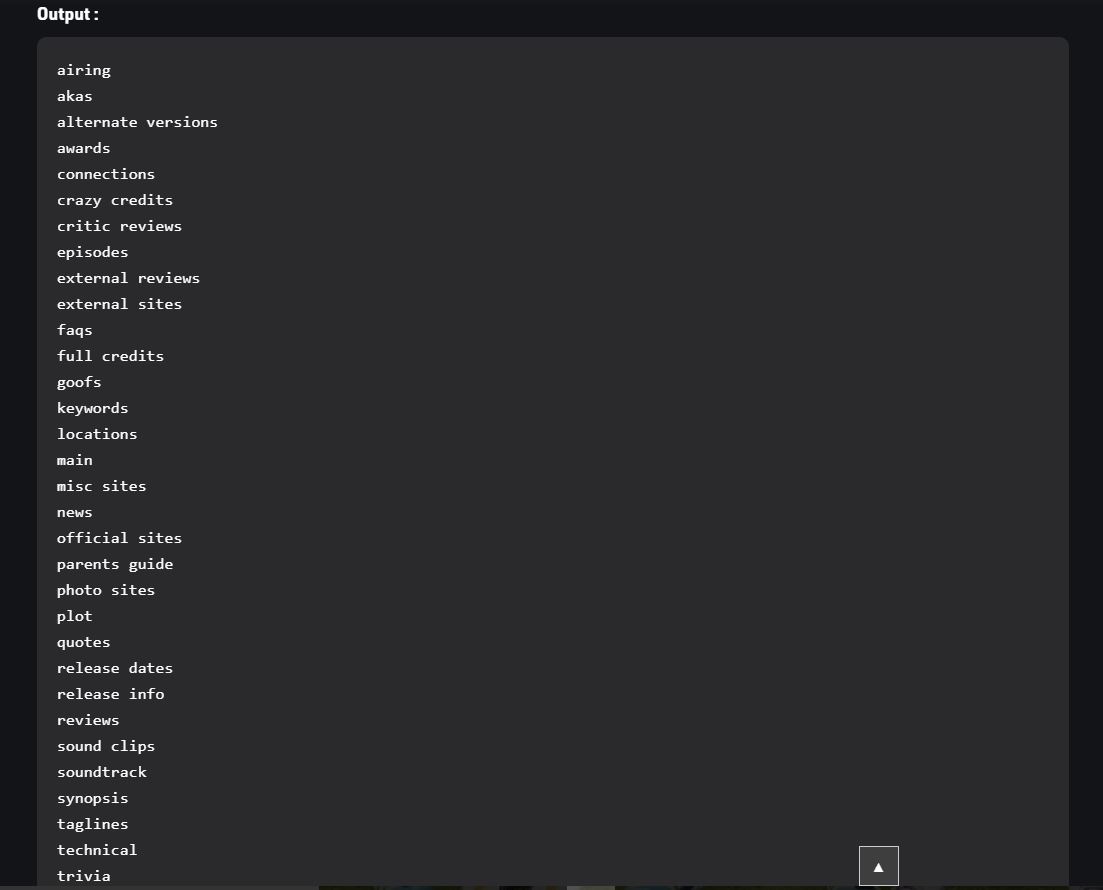 Output :
airing
akas
alternate versions
awards
connections
crazy credits
critic reviews
episodes
external reviews
external sites
faqs
full credits
goofs
keywords
locations
main
misc sites
news
official sites
parents guide
photo sites
plot
quotes
release dates
release info
reviews
sound clips
soundtrack
synopsis
taglines
technical
trivia